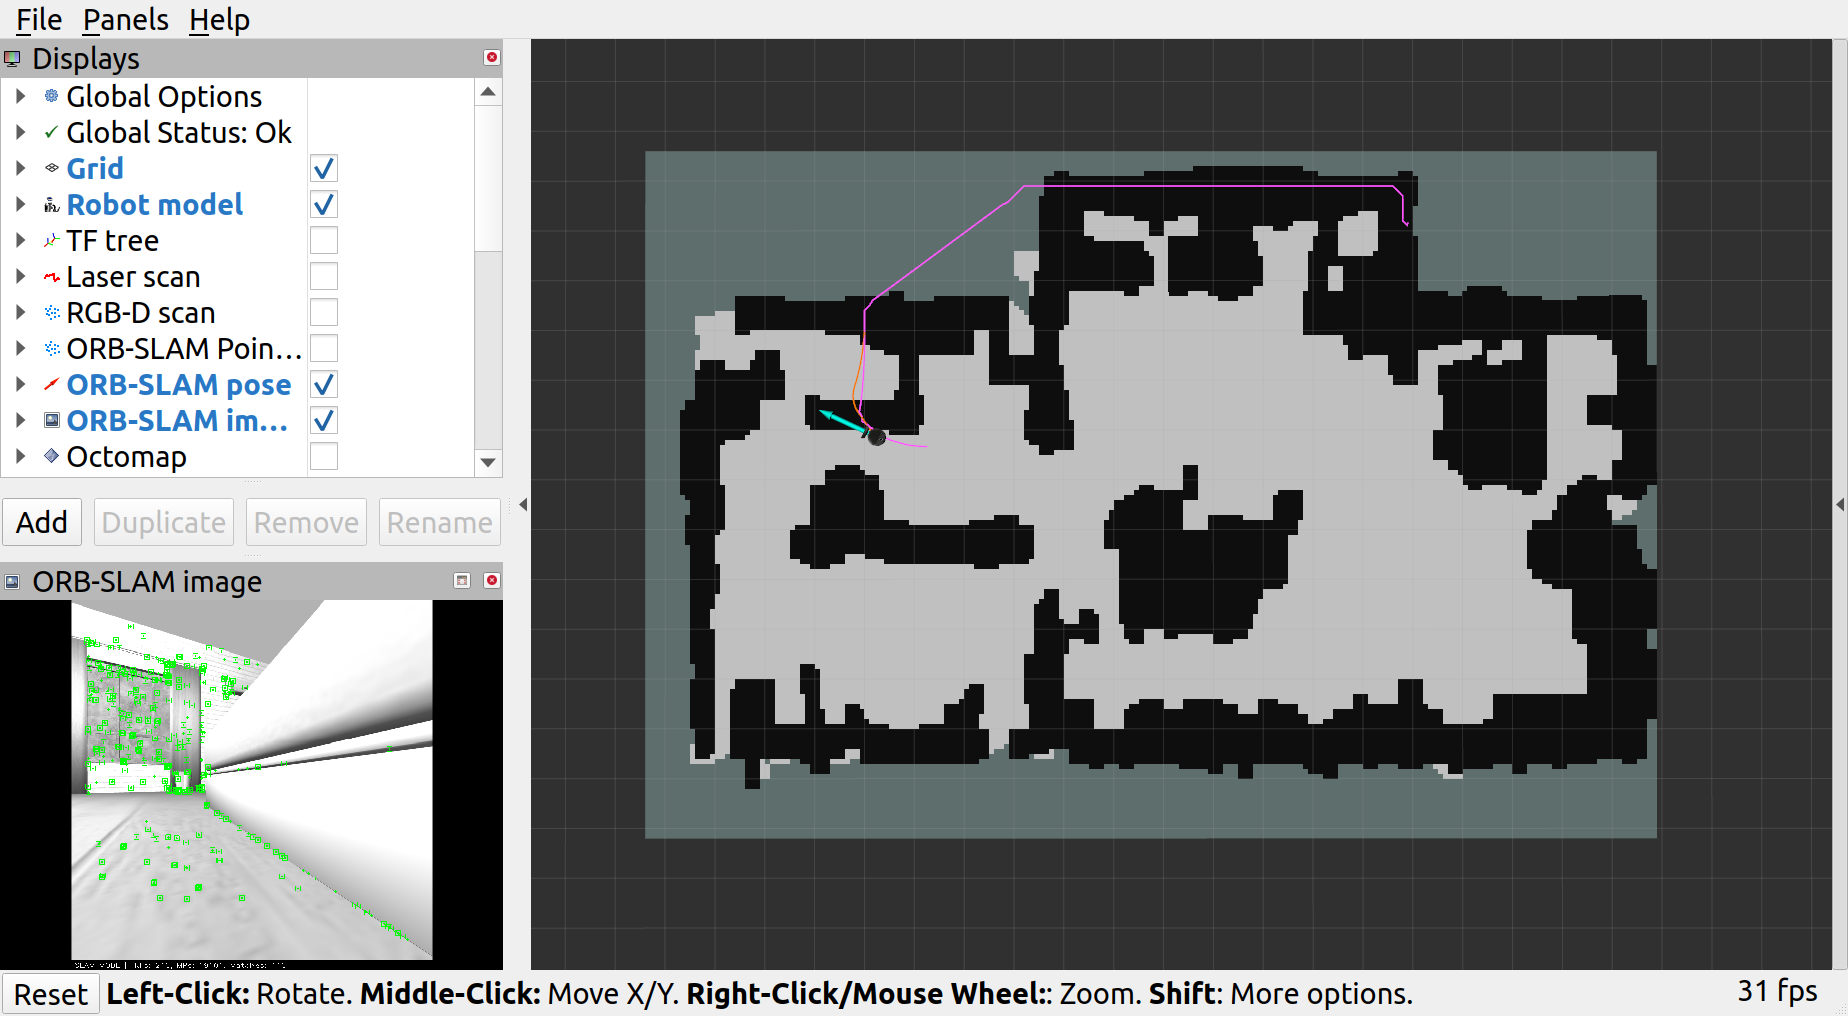 File Panels Help
Displays
Global Options
Global Status: Ok
Grid
Robot model
TF tree
Laser scan
RGB-D scan
ORB-SLAM Poin...
ORB-SLAM pose
ORB-SLAM im...
Octomap
Add Duplicate Remove Rename
ORB-SLAM image
SLAM MODE |
Reset Left-Click: Rotate. Middle-Click: Move X/Y. Right-Click/Mouse Wheel:: Zoom. Shift: More options. 31 fps